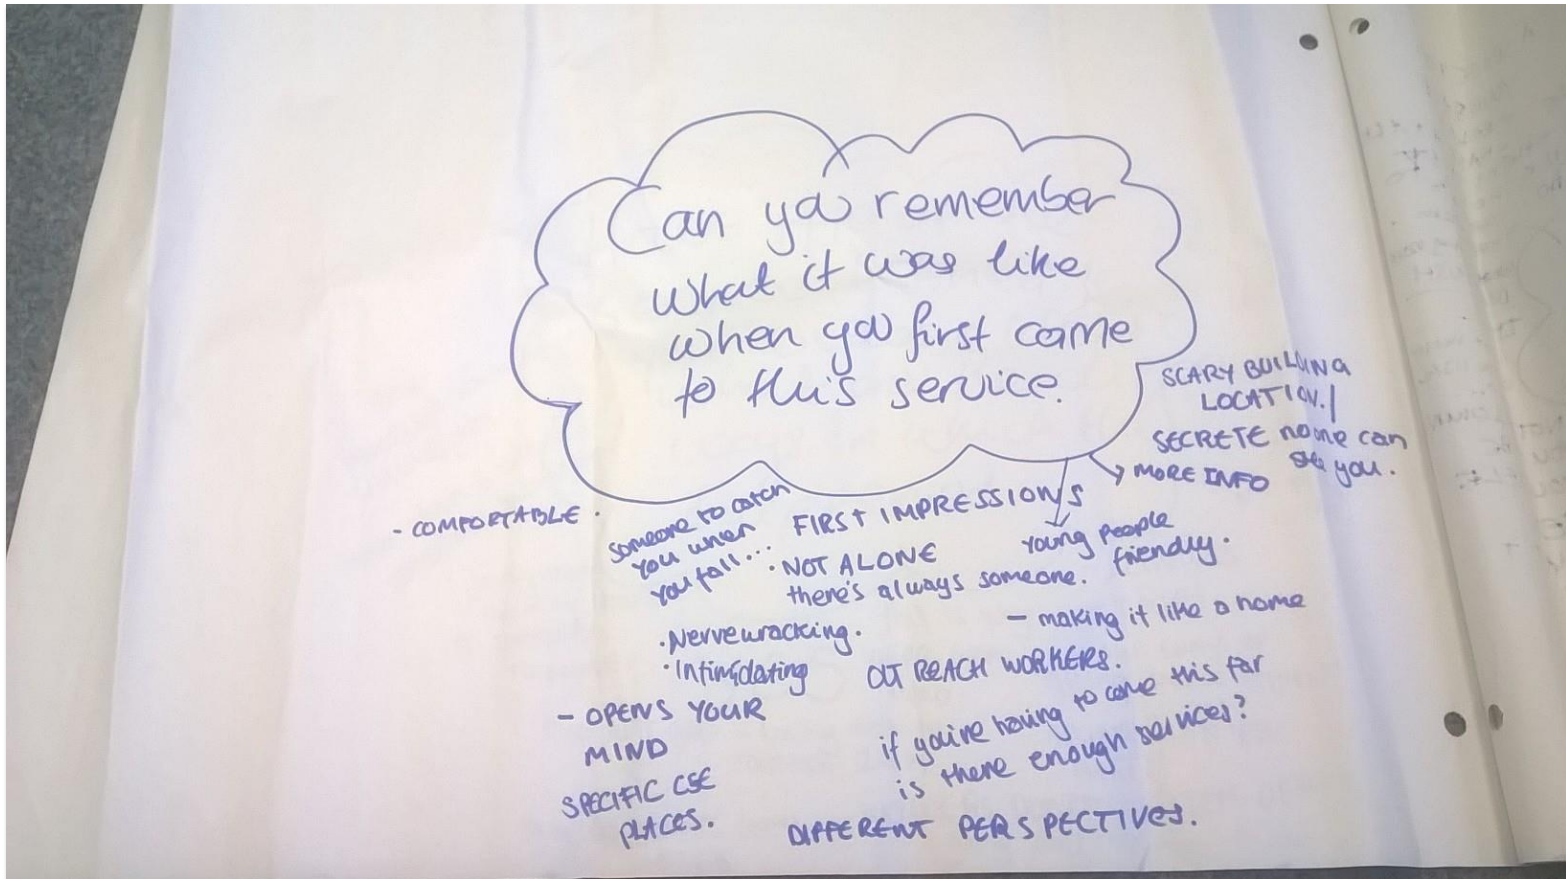 Can you remember
what it was like
when you first came
to this service.
SCARY BUILDING
LOCATION./
SECRETE noone can
see you.
→ MORE INFO
- COMFORTABLE.
someone to catch
you when
you fall...
FIRST IMPRESSIONS
Young people
friendly.
· NOT ALONE
there's always someone.
- making it like a home
· Nervewracking.
· Intimidating
OUT REACH WORKERS.
- OPENS YOUR
MIND
if you're having to come this far
is there enough services?
SPECIFIC CSE
PLACES.
DIFFERENT PERSPECTIVES.